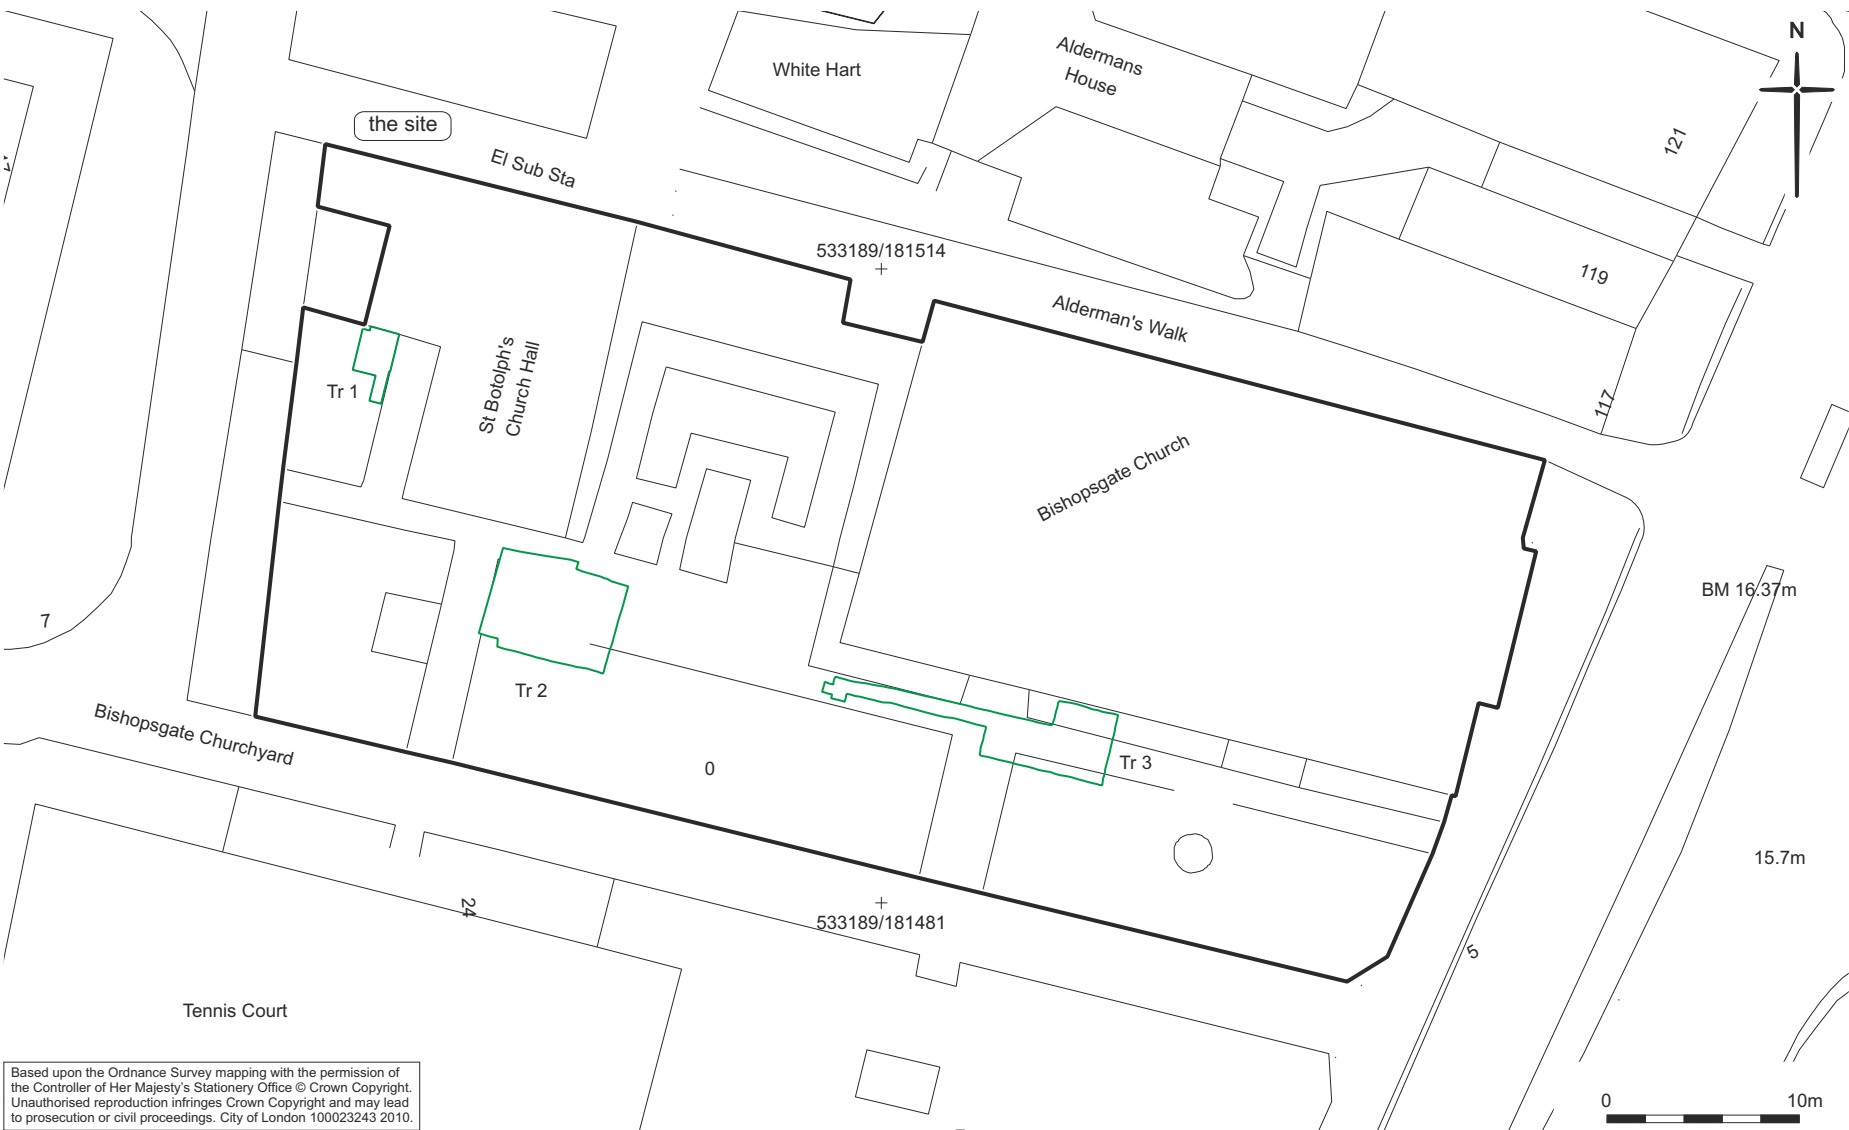 N
White Hart
Aldermans
House
121
the site
El Sub Sta
533189/181514
119
Alderman's Walk
St Botolph's
Church Hall
Tr 1
117
Bishopsgate Church
BM 16.37m
7
Tr 2
Bishopsgate Churchyard
Tr 3
0
15.7m
24
533189/181481
5
Tennis Court
Based upon the Ordnance Survey mapping with the permission of
the Controller of Her Majesty's Stationery Office © Crown Copyright.
Unauthorised reproduction infringes Crown Copyright and may lead
to prosecution or civil proceedings. City of London 100023243 2010.
0 10m